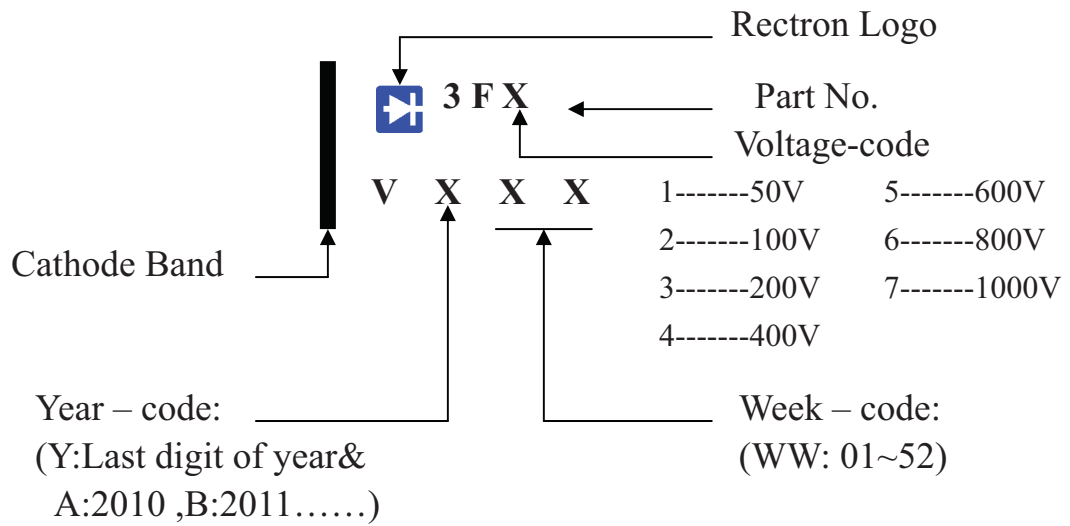 Rectron Logo
3 F X
Part No.
Voltage-code
V X X X
1-------50V 5-------600V
2-------100V 6-------800V
Cathode Band
3-------200V 7-------1000V
4-------400V
Year – code:
(Y:Last digit of year&
A:2010 ,B:2011……)
Week – code:
(WW: 01~52)